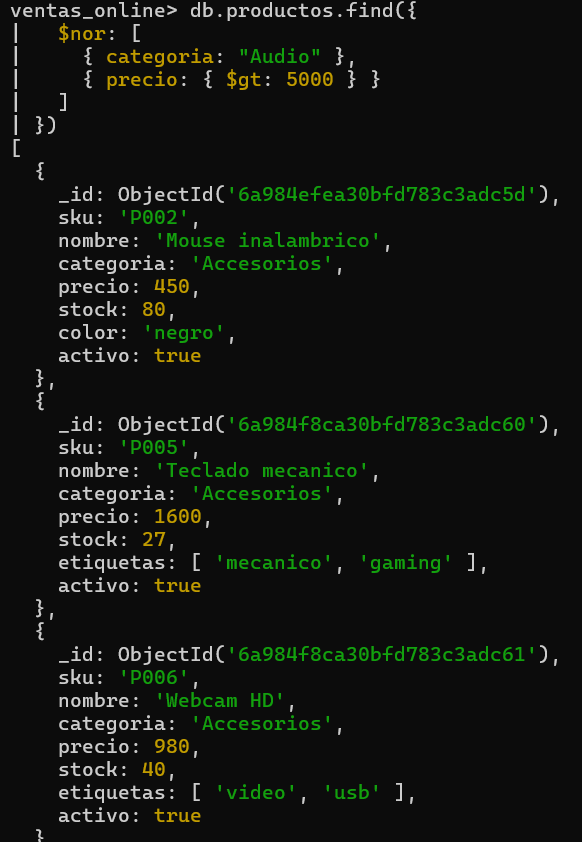 ventas_online> db.productos.find({
|   $nor: [
|     { categoria: "Audio" },
|     { precio: { $gt: 5000 } }
|   ]
| })
[
  {
    _id: ObjectId('6a984efea30bfd783c3adc5d'),
    sku: 'P002',
    nombre: 'Mouse inalambrico',
    categoria: 'Accesorios',
    precio: 450,
    stock: 80,
    color: 'negro',
    activo: true
  },
  {
    _id: ObjectId('6a984f8ca30bfd783c3adc60'),
    sku: 'P005',
    nombre: 'Teclado mecanico',
    categoria: 'Accesorios',
    precio: 1600,
    stock: 27,
    etiquetas: [ 'mecanico', 'gaming' ],
    activo: true
  },
  {
    _id: ObjectId('6a984f8ca30bfd783c3adc61'),
    sku: 'P006',
    nombre: 'Webcam HD',
    categoria: 'Accesorios',
    precio: 980,
    stock: 40,
    etiquetas: [ 'video', 'usb' ],
    activo: true
  }